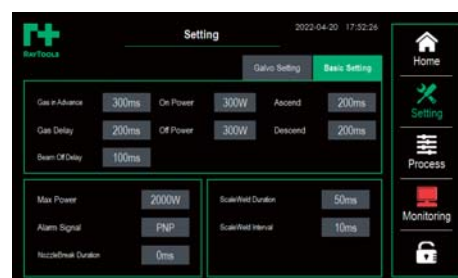 RAYTOOLS
Setting
2022-04-20 17:52:26
Galvo Setting Basic Setting
Gas in Advance 300ms On Power 300W Ascend 200ms
Gas Delay 200ms Off Power 300W Descend 200ms
Beam Off Delay 100ms
Max Power 2000W
Alarm Signal PNP
NozzleBreak Duration 0ms
ScaleWeld Duration 50ms
ScaleWeld Interval 10ms
Home
Setting
Process
Monitoring